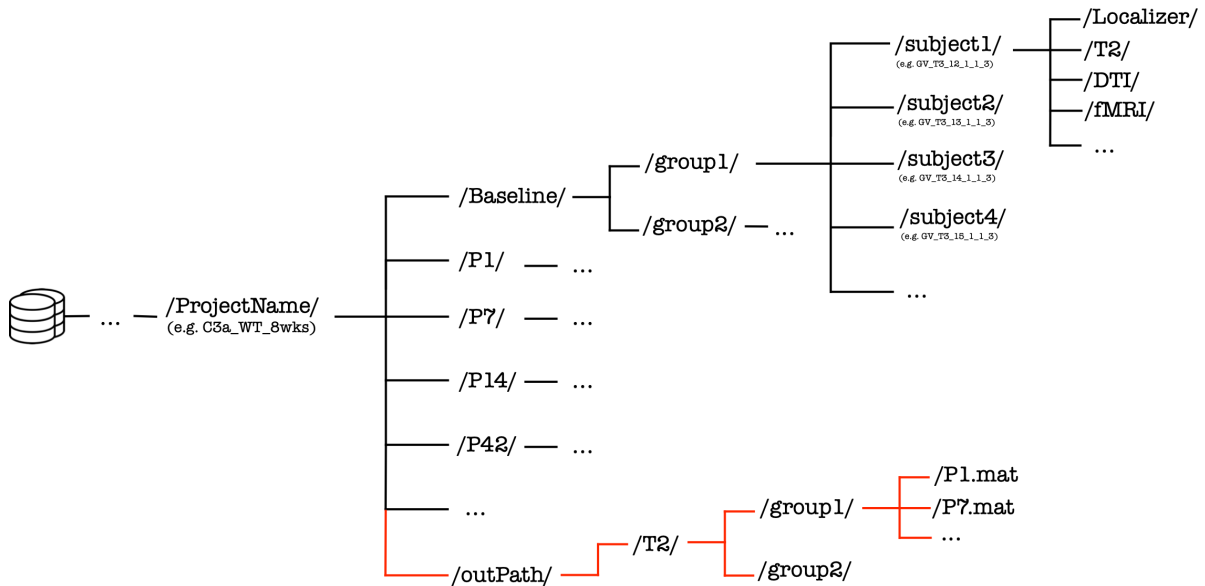 /Localizer/
/subject1/
(e.g. GV_T3_12_1_1_3)
/T2/
/DTI/
/subject2/
(e.g. GV_T3_13_1_1_3)
/fMRI/
...
/group1/
/subject3/
(e.g. GV_T3_14_1_1_3)
/Baseline/
/group2/
...
/subject4/
(e.g. GV_T3_15_1_1_3)
/P1/
...
...
...
/ProjectName/
(e.g. C3a_WT_8wks)
/P7/
...
/P14/
...
/P42/
...
/P1.mat
...
/group1/
/P7.mat
/T2/
...
/outPath/
/group2/